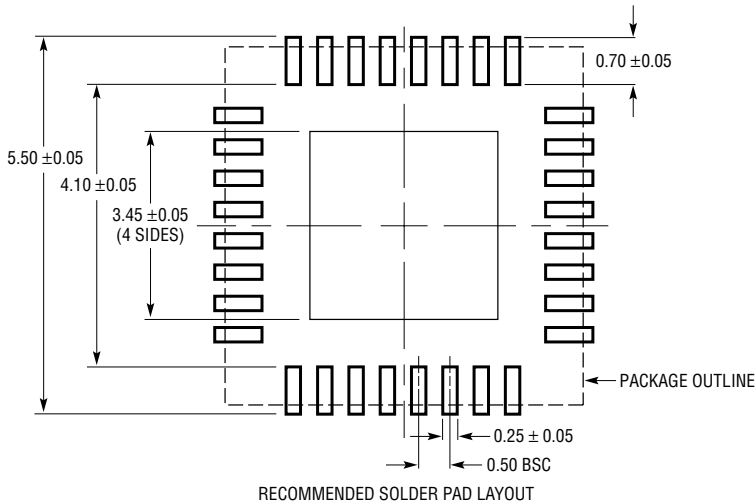 0.70 ±0.05
5.50 ±0.05
4.10 ±0.05
3.45 ±0.05
(4 SIDES)
PACKAGE OUTLINE
0.25 ± 0.05
0.50 BSC
RECOMMENDED SOLDER PAD LAYOUT